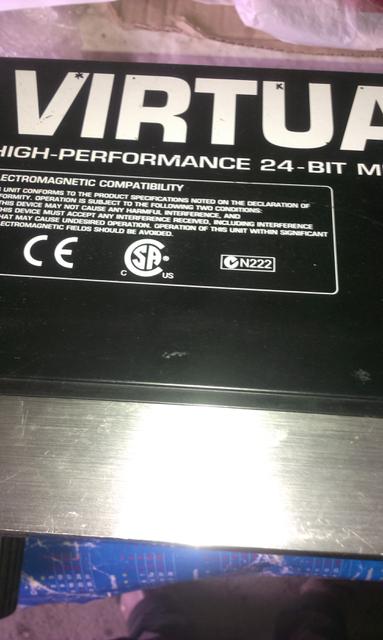 VIRTUA
HIGH-PERFORMANCE 24-BIT M
ELECTROMAGNETIC COMPATIBILITY
UNIT CONFORMS TO THE PRODUCT SPECIFICATIONS NOTED ON THE DECLARATION OF
FORMITY. OPERATION IS SUBJECT TO THE FOLLOWING TWO CONDITIONS:
THIS DEVICE MAY NOT CAUSE ANY HARMFUL INTERFERENCE, AND
THIS DEVICE MUST ACCEPT ANY INTERFERENCE RECEIVED, INCLUDING INTERFERENCE
HAT MAY CAUSE UNDESIRED OPERATION. OPERATION OF THIS UNIT WITHIN SIGNIFICANT
ECTROMAGNETIC FIELDS SHOULD BE AVOIDED.
CE C SA US N222